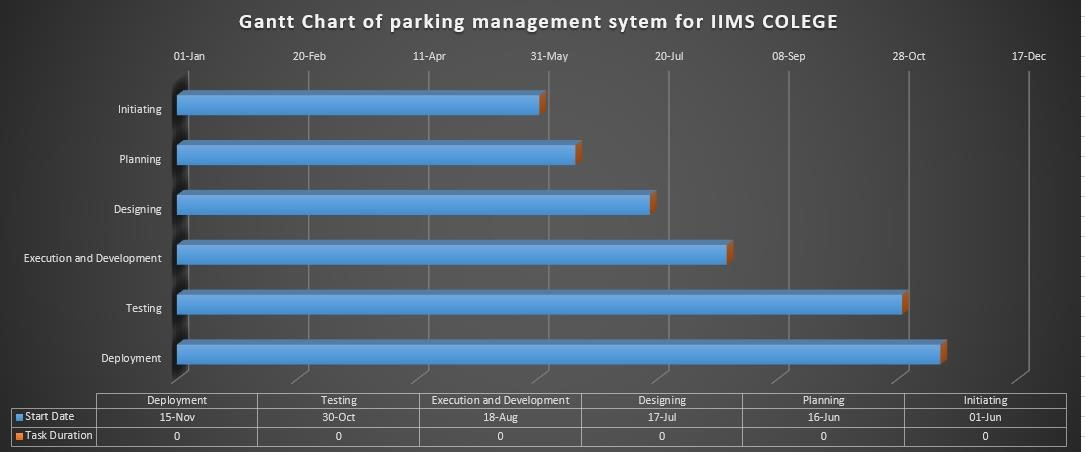 Gantt Chart of parking management sytem for IIMS COLEGE
01-Jan 20-Feb 11-Apr 31-May 20-Jul 08-Sep 28-Oct 17-Dec
Initiating
Planning
Designing
Execution and Development
Testing
Deployment
Deployment Testing Execution and Development Designing Planning Initiating
Start Date 15-Nov 30-Oct 18-Aug 17-Jul 16-Jun 01-Jun
Task Duration 0 0 0 0 0 0